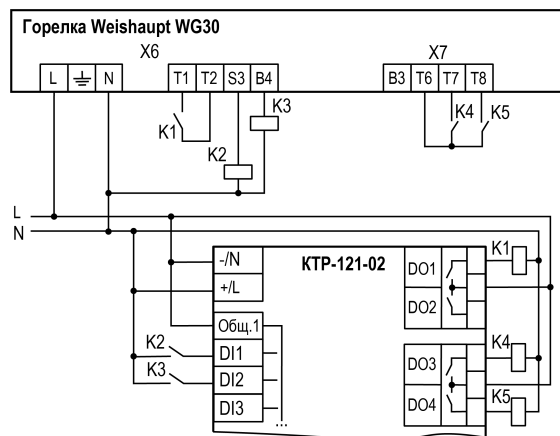 Горелка Weishaupt WG30
X6
X7
L
N
T1
T2
S3
B4
B3
T6
T7
T8
K1
K3
K2
K4
K5
L
N
-/N
КТР-121-02
+/L
DO1
K1
DO2
Общ.1
K2
DI1
K3
DI2
DI3
...
DO3
K4
DO4
K5